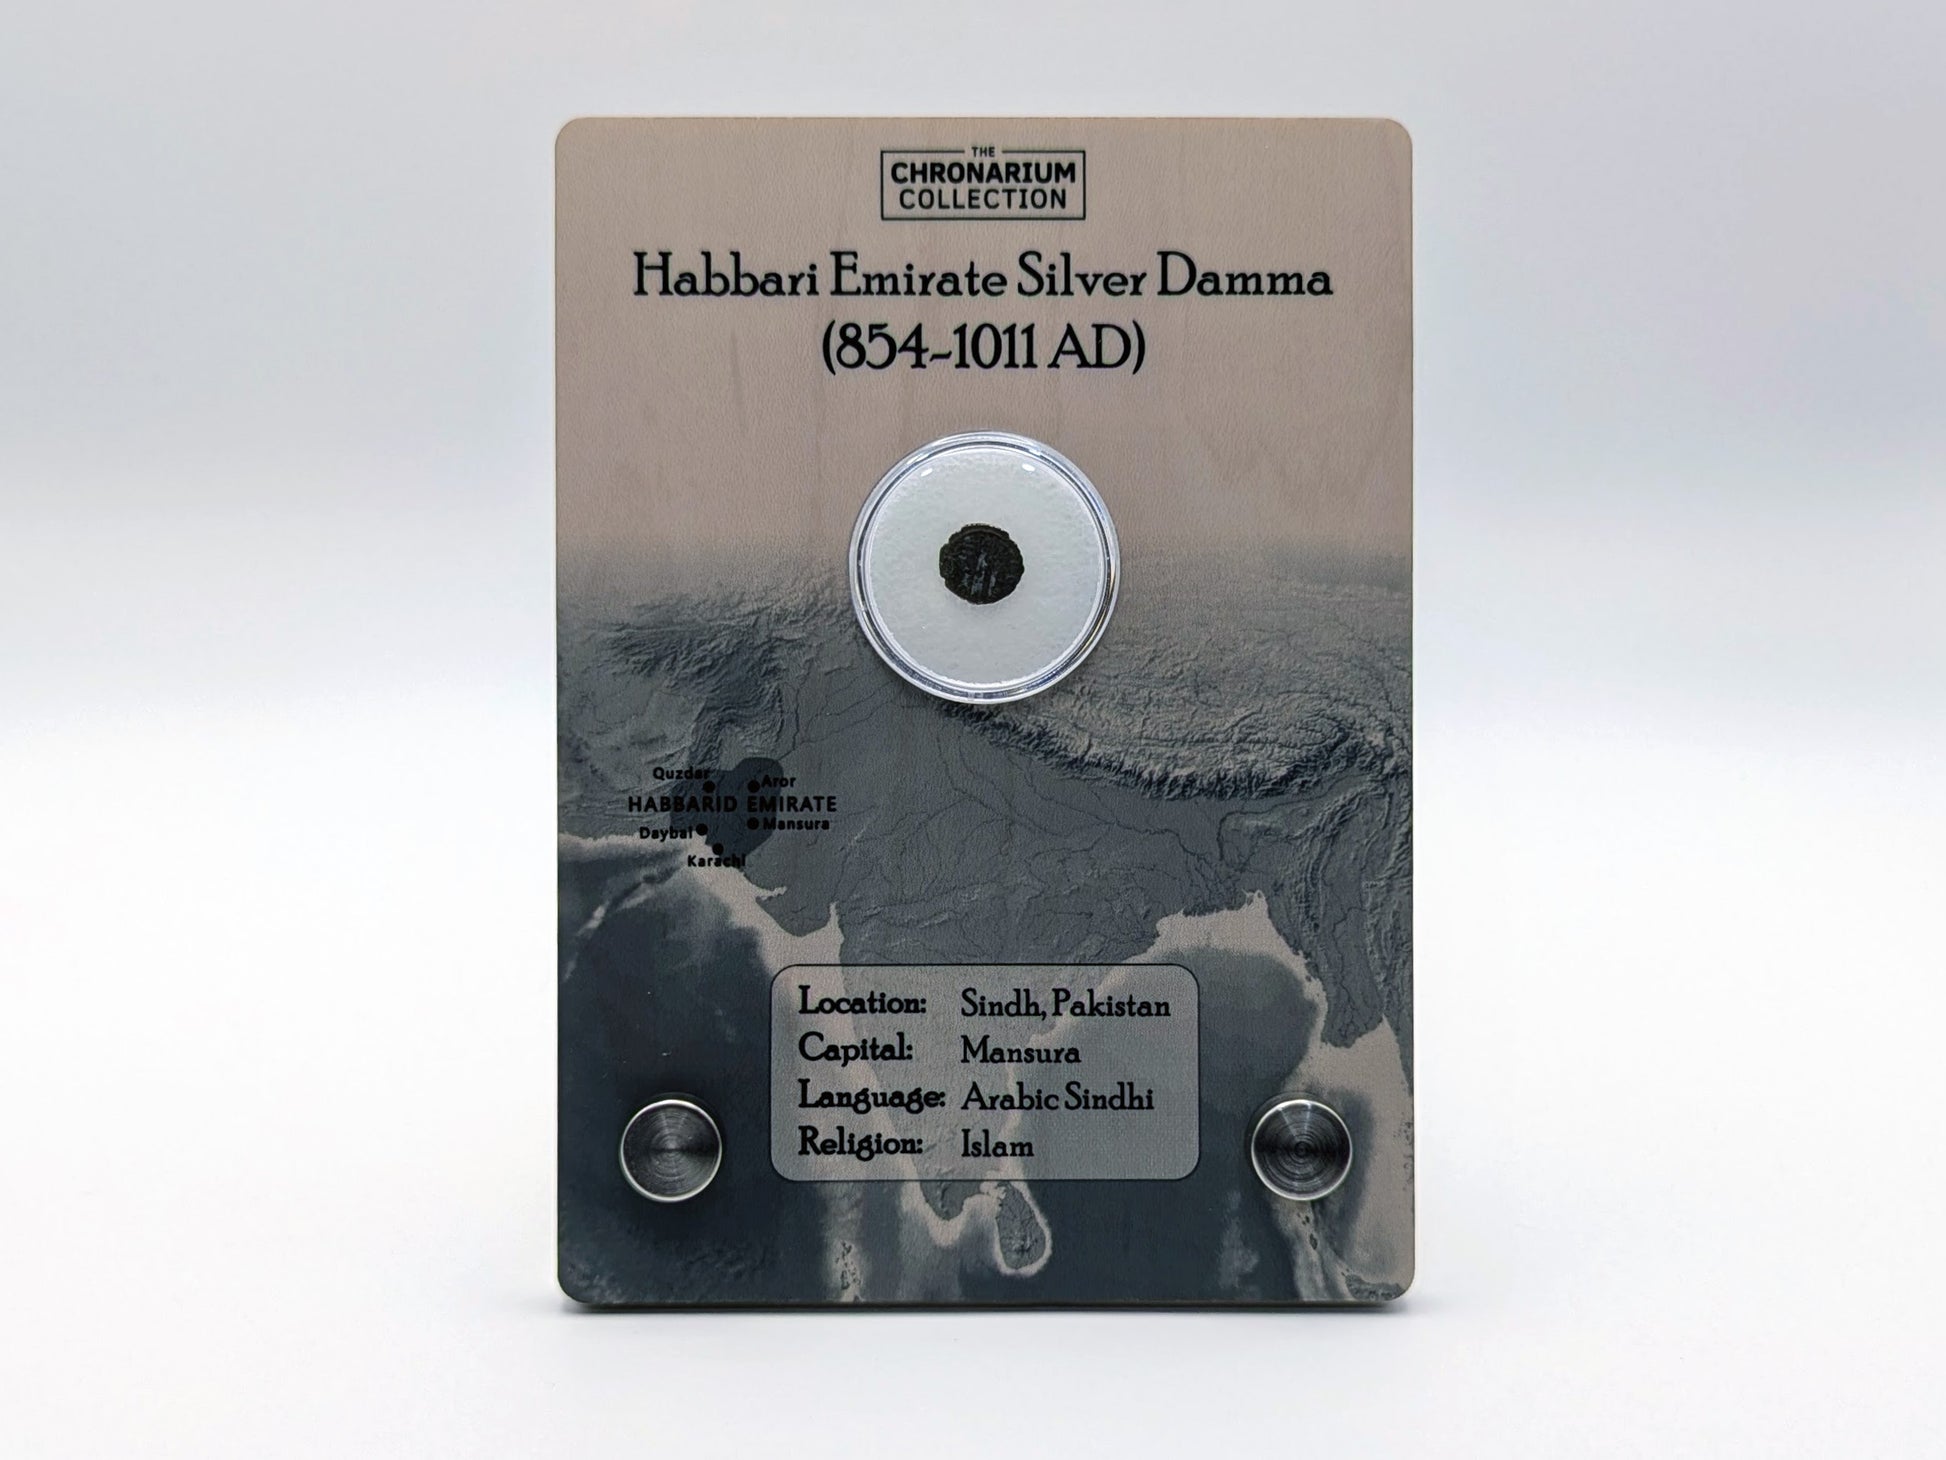 THE
CHRONARIUM
COLLECTION
Habbari Emirate Silver Damma
(854-1011 AD)
Quzdar
Aror
HABBARID EMIRATE
Daybal
Mansura
Karachi
Location: Sindh, Pakistan
Capital: Mansura
Language: Arabic Sindhi
Religion: Islam